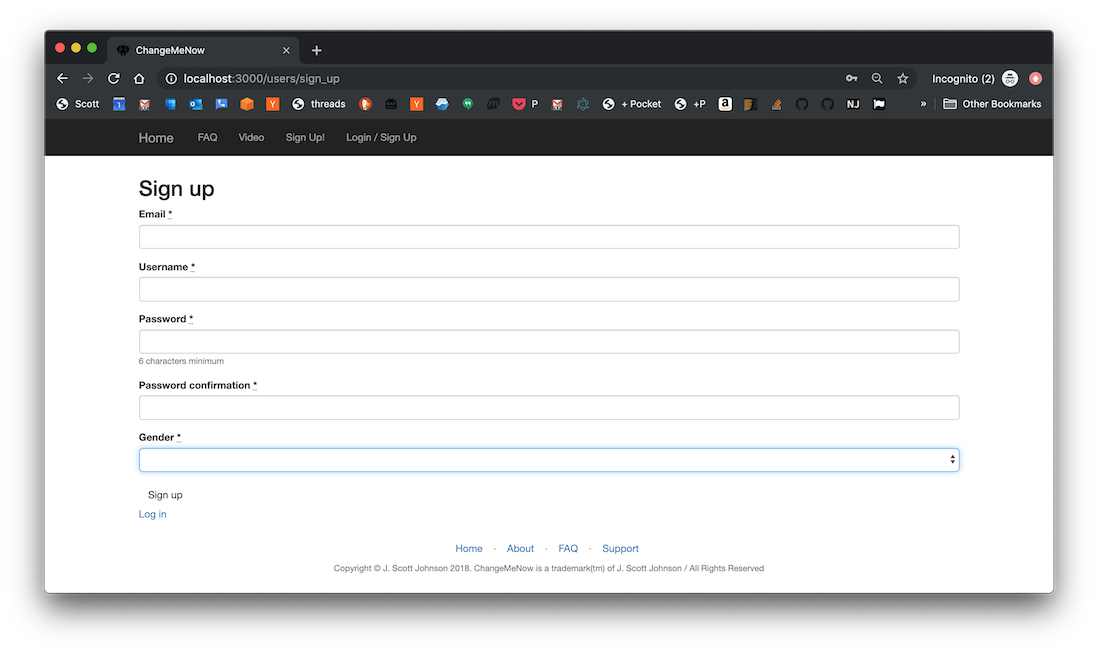 ChangeMeNow
localhost:3000/users/sign_up
Incognito (2)
Scott
1
Y
threads
Y
P
+ Pocket
+P
a
NJ
»
Other Bookmarks
Home FAQ Video Sign Up! Login / Sign Up
Sign up
Email *
Username *
Password *
6 characters minimum
Password confirmation *
Gender *
Sign up
Log in
Home · About · FAQ · Support
Copyright © J. Scott Johnson 2018. ChangeMeNow is a trademark(tm) of J. Scott Johnson / All Rights Reserved